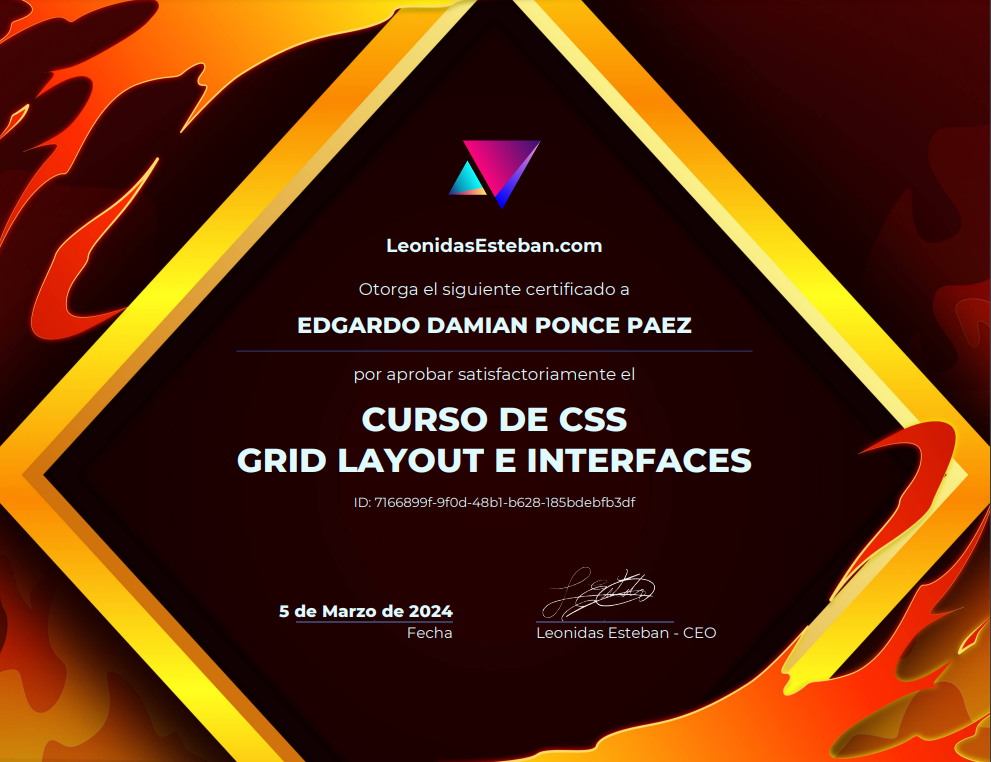 LeonidasEsteban.com
Otorga el siguiente certificado a
EDGARDO DAMIAN PONCE PAEZ
por aprobar satisfactoriamente el
CURSO DE CSS
GRID LAYOUT E INTERFACES
ID: 7166899f-9f0d-48b1-b628-185bdebfb3df
5 de Marzo de 2024
Fecha
Leonidas Esteban - CEO